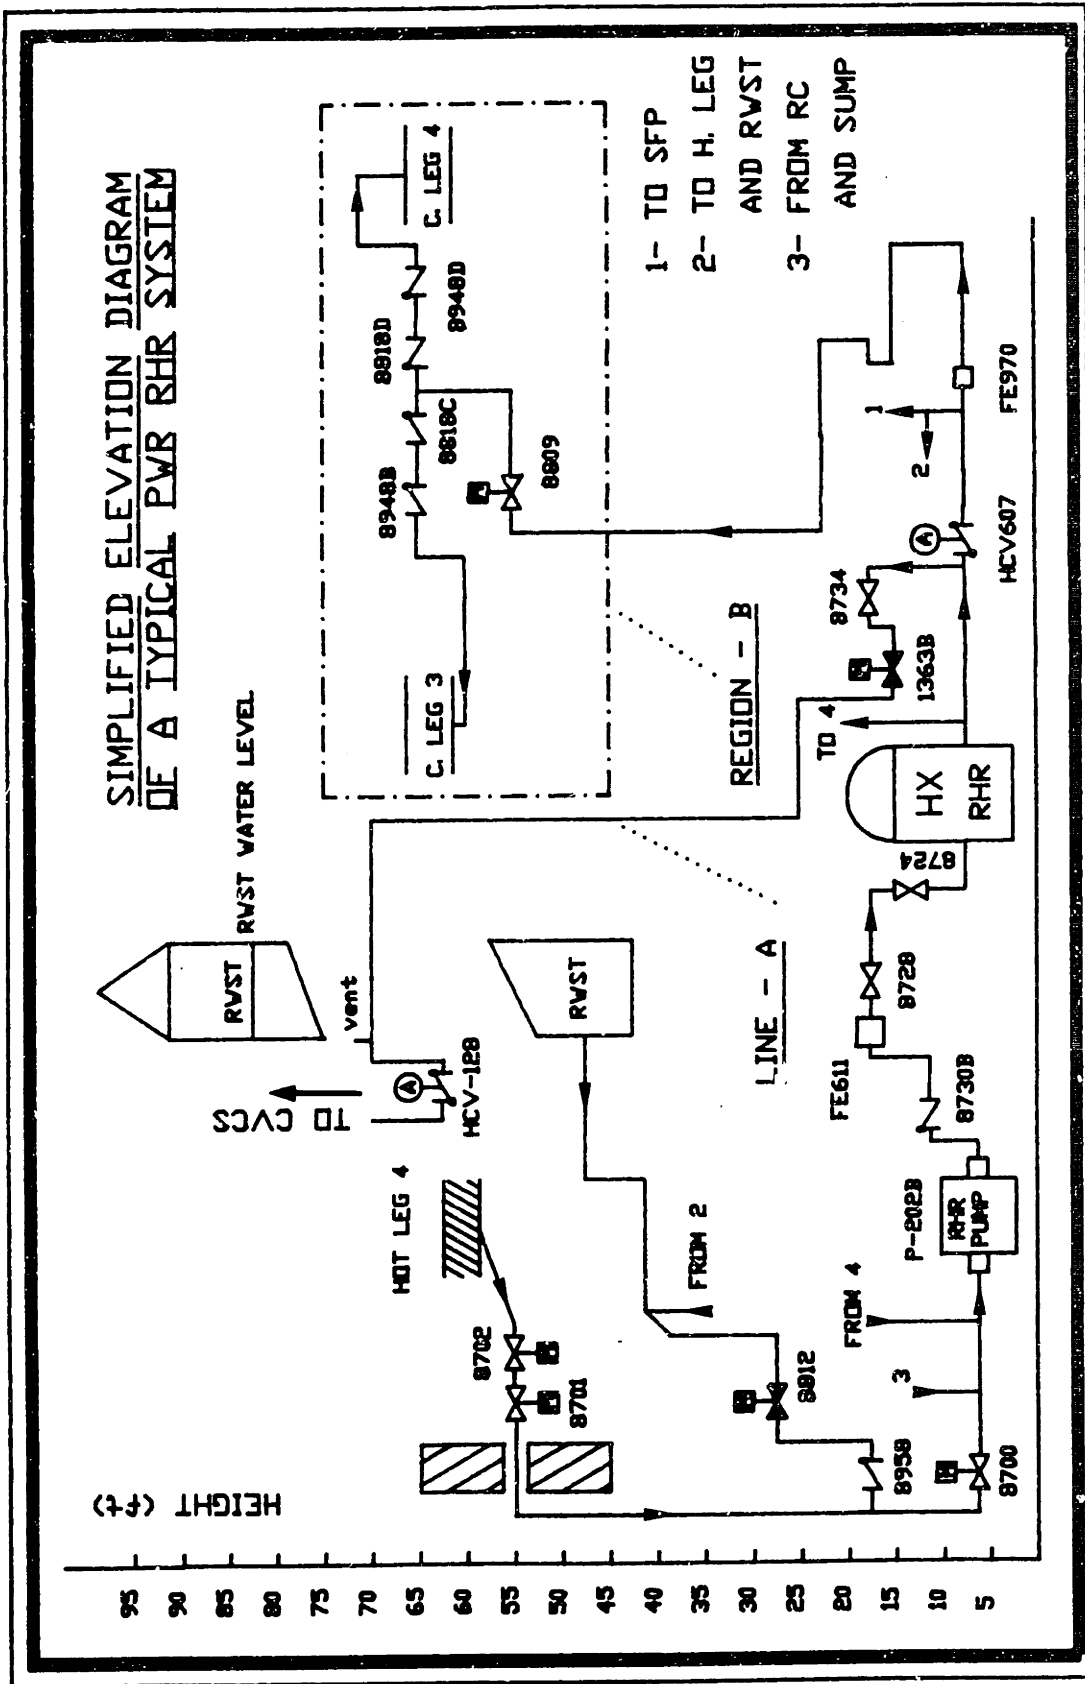 SIMPLIFIED ELEVATION DIAGRAM
OF A TYPICAL PWR RHR SYSTEM
HEIGHT (ft)
95
90
85
80
75
70
65
60
55
50
45
40
35
30
25
20
15
10
5
RWST
RWST WATER LEVEL
TO CVCS
vent
HCV-128
HOT LEG 4
8702
8701
RWST
FROM 2
8812
8958
8700
3
FROM 4
P-202B
RHR
PUMP
8730B
FE611
8728
8724
HX
RHR
LINE - A
TO 4
REGION - B
1363B
8734
A
HCV607
1
2
FE970
C. LEG 3
C. LEG 4
8948B
8818C
8818D
8948D
8809
A
1- TO SFP
2- TO H. LEG
AND RWST
3- FROM RC
AND SUMP